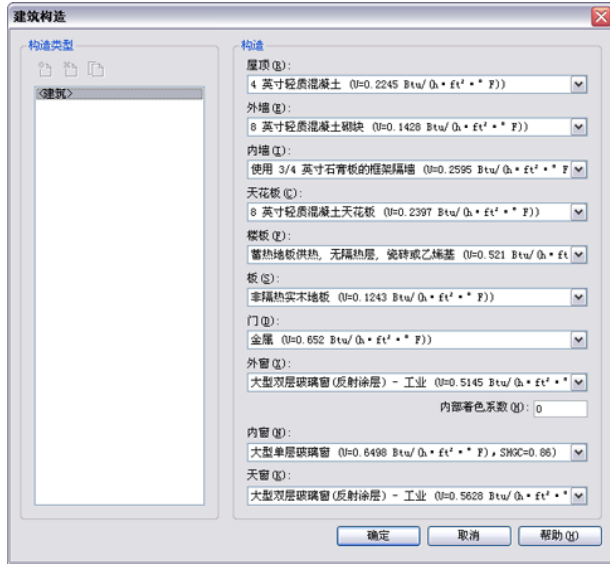 建筑构造
构造类型
<建筑>
构造
屋顶(R):
4 英寸轻质混凝土 (U=0.2245 Btu/(h·ft²·°F))
外墙(E):
8 英寸轻质混凝土砌块 (U=0.1428 Btu/(h·ft²·°F))
内墙(I):
使用 3/4 英寸石膏板的框架隔墙 (U=0.2595 Btu/(h·ft²·°F
天花板(C):
8 英寸轻质混凝土天花板 (U=0.2397 Btu/(h·ft²·°F))
楼板(F):
蓄热地板供热, 无隔热层, 瓷砖或乙烯基 (U=0.521 Btu/(h·ft
板(S):
非隔热实木地板 (U=0.1243 Btu/(h·ft²·°F))
门(D):
金属 (U=0.652 Btu/(h·ft²·°F))
外窗(X):
大型双层玻璃窗(反射涂层) - 工业 (U=0.5145 Btu/(h·ft²·°
内部着色系数(H): 0
内窗(N):
大型单层玻璃窗 (U=0.6498 Btu/(h·ft²·°F), SHGC=0.86)
天窗(K):
大型双层玻璃窗(反射涂层) - 工业 (U=0.5628 Btu/(h·ft²·°
确定 取消 帮助(H)